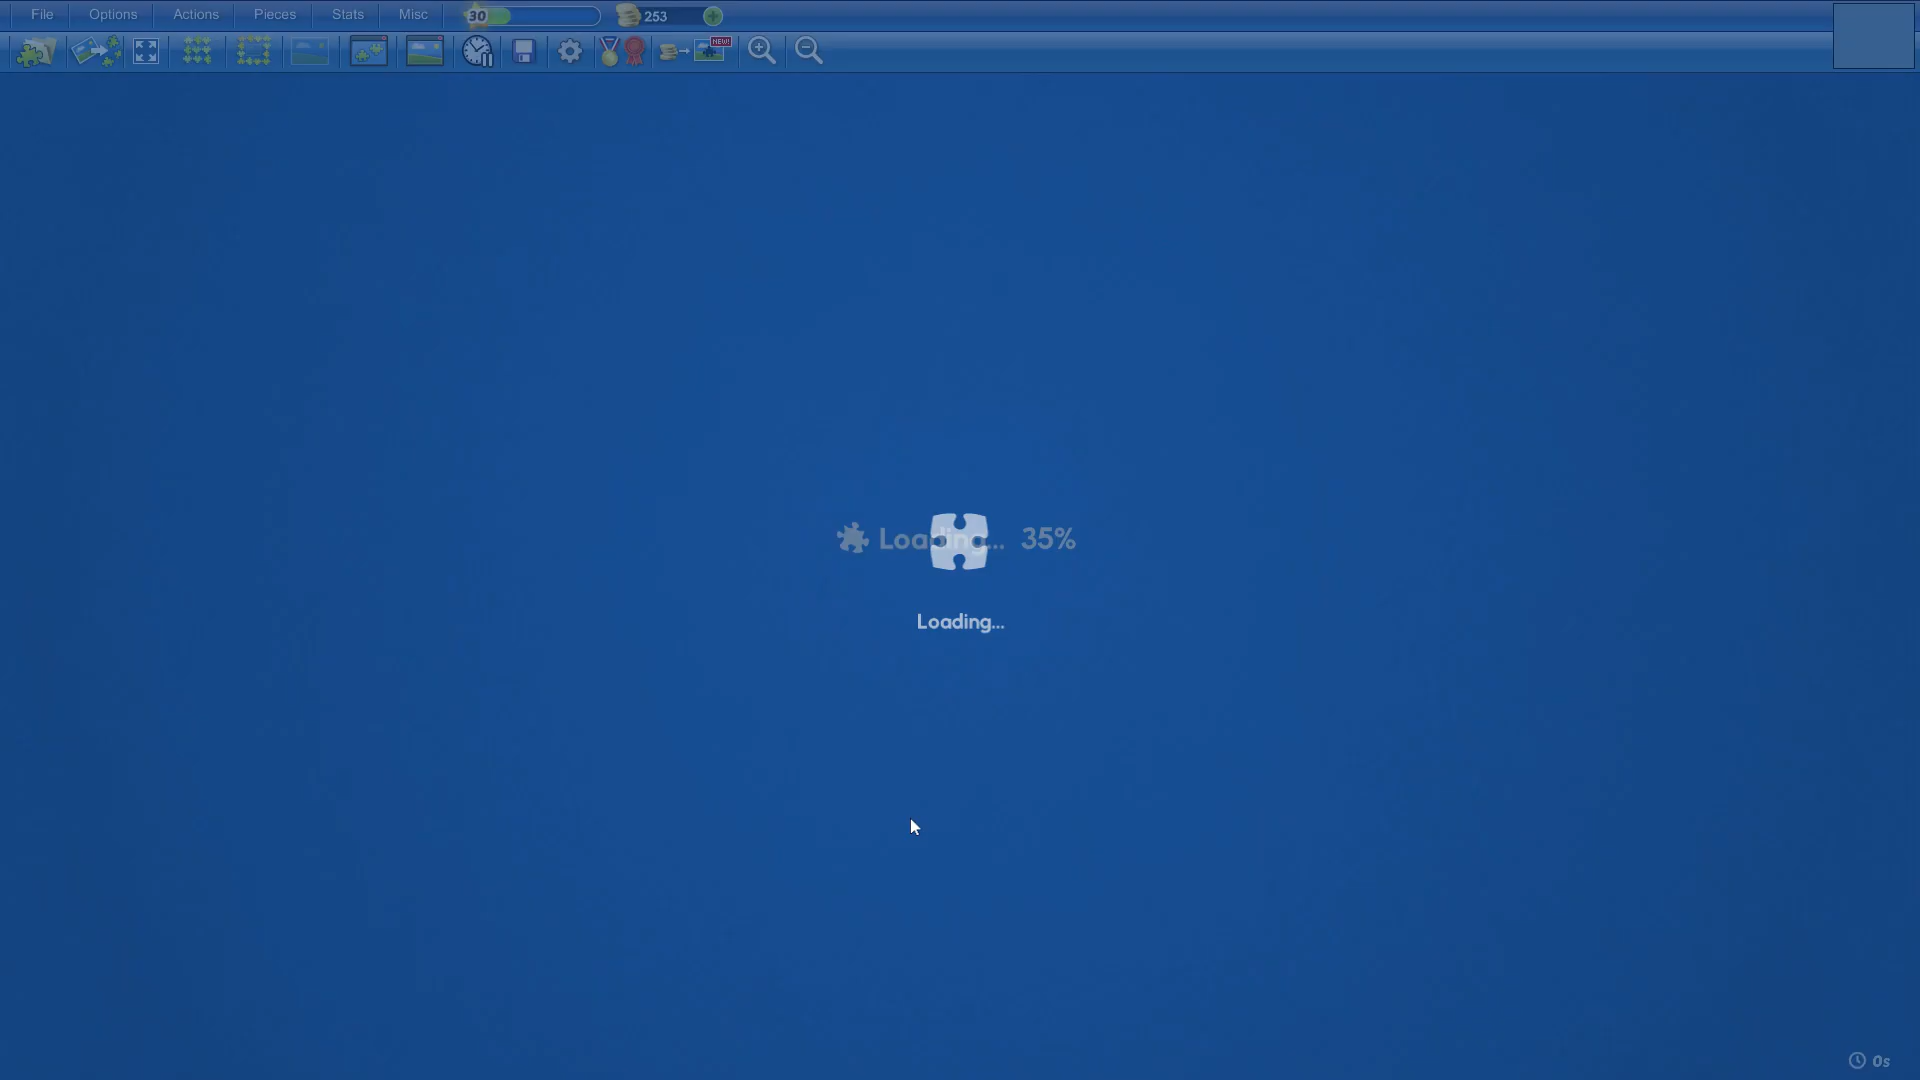 File Options Actions Pieces Stats Misc 30 253
NEW!
Loading... 35%
Loading...
0s